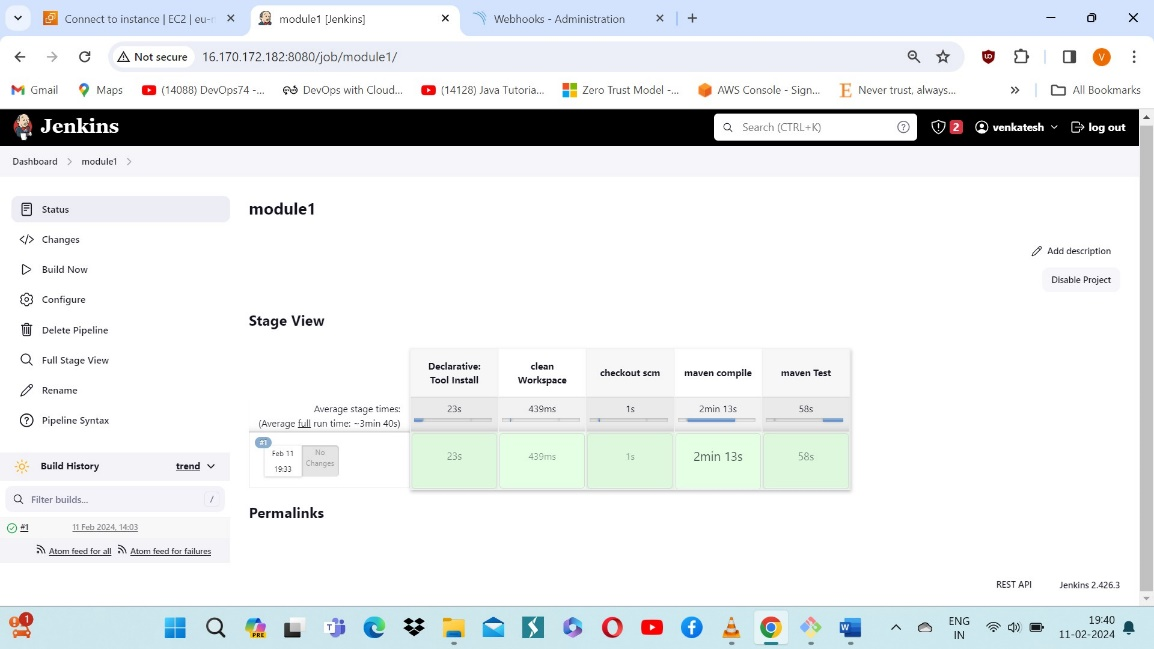 Connect to instance | EC2 | eu-n
module1 [Jenkins]
Webhooks - Administration
Not secure
16.170.172.182:8080/job/module1/
V
Gmail
Maps
(14088) DevOps74 -...
DevOps with Cloud...
(14128) Java Tutoria...
Zero Trust Model -...
AWS Console - Sign...
Never trust, always...
»
All Bookmarks
Jenkins
Search (CTRL+K)
2
venkatesh
log out
Dashboard
module1
Status
Changes
Build Now
Configure
Delete Pipeline
Full Stage View
Rename
Pipeline Syntax
Build History
trend
Filter builds...
/
#1
11 Feb 2024, 14:03
Atom feed for all
Atom feed for failures
module1
Add description
Disable Project
Stage View
Declarative:
Tool Install
clean
Workspace
checkout scm
maven compile
maven Test
Average stage times:
(Average full run time: ~3min 40s)
23s
439ms
1s
2min 13s
58s
#1
Feb 11
19:33
No
Changes
23s
439ms
1s
2min 13s
58s
Permalinks
REST API
Jenkins 2.426.3
1
PRE
ENG
IN
19:40
11-02-2024